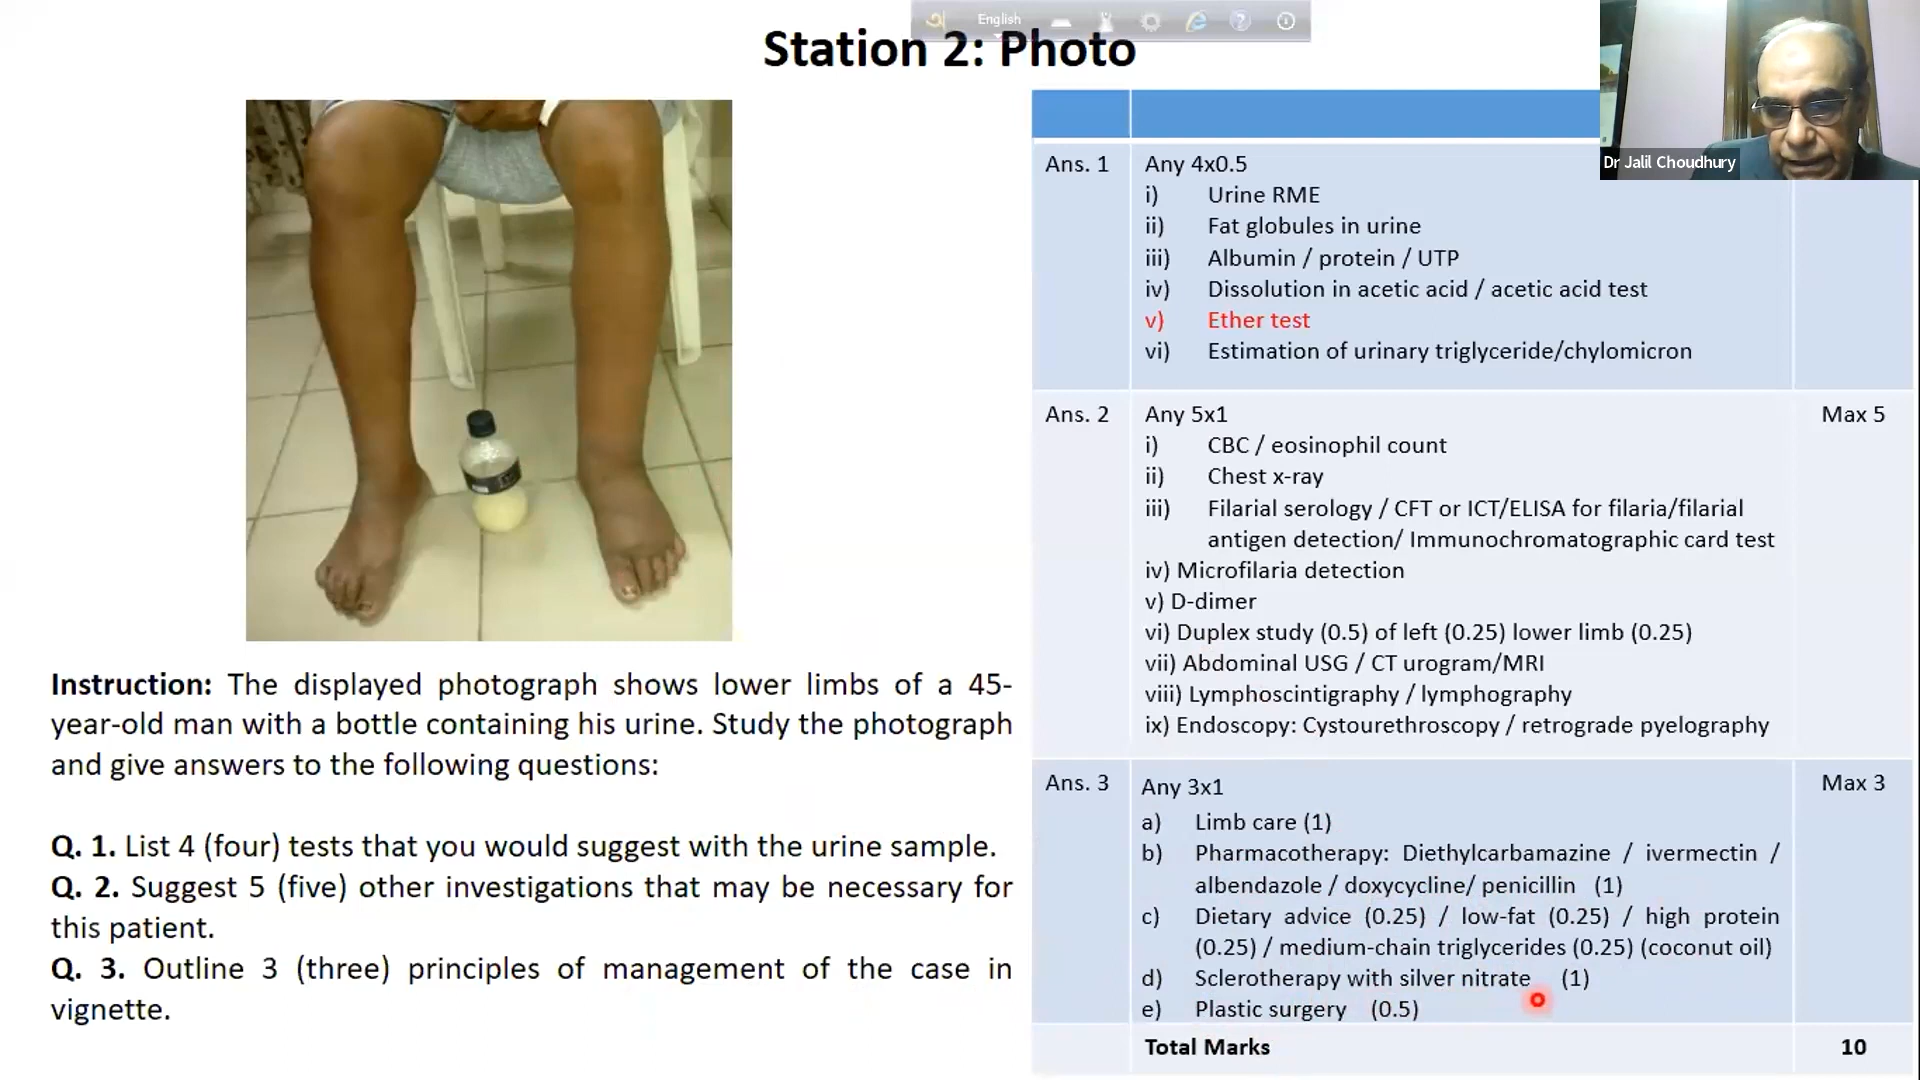 English
Station 2: Photo
Dr Jalil Choudhury
Instruction: The displayed photograph shows lower limbs of a 45-
year-old man with a bottle containing his urine. Study the photograph
and give answers to the following questions:
Q. 1. List 4 (four) tests that you would suggest with the urine sample.
Q. 2. Suggest 5 (five) other investigations that may be necessary for
this patient.
Q. 3. Outline 3 (three) principles of management of the case in
vignette.
Ans. 1 Any 4x0.5
i) Urine RME
ii) Fat globules in urine
iii) Albumin / protein / UTP
iv) Dissolution in acetic acid / acetic acid test
v) Ether test
vi) Estimation of urinary triglyceride/chylomicron
Ans. 2 Any 5x1 Max 5
i) CBC / eosinophil count
ii) Chest x-ray
iii) Filarial serology / CFT or ICT/ELISA for filaria/filarial
antigen detection/ Immunochromatographic card test
iv) Microfilaria detection
v) D-dimer
vi) Duplex study (0.5) of left (0.25) lower limb (0.25)
vii) Abdominal USG / CT urogram/MRI
viii) Lymphoscintigraphy / lymphography
ix) Endoscopy: Cystourethroscopy / retrograde pyelography
Ans. 3 Any 3x1 Max 3
a) Limb care (1)
b) Pharmacotherapy: Diethylcarbamazine / ivermectin /
albendazole / doxycycline/ penicillin (1)
c) Dietary advice (0.25) / low-fat (0.25) / high protein
(0.25) / medium-chain triglycerides (0.25) (coconut oil)
d) Sclerotherapy with silver nitrate (1)
e) Plastic surgery (0.5)
Total Marks 10